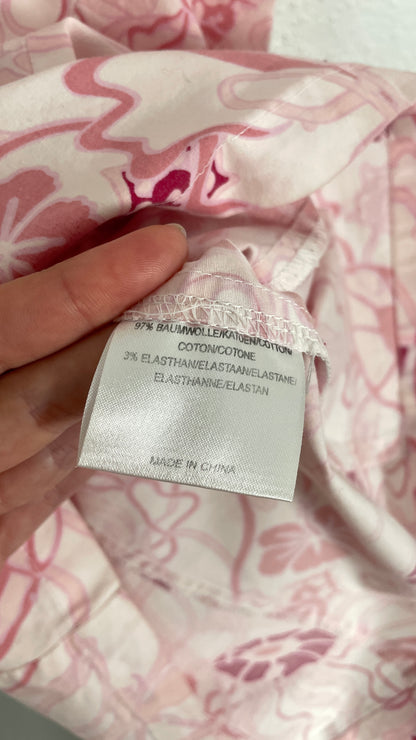 97% BAUMWOLLE/KATOEN/COTTON/
COTON/COTONE
3% ELASTHAN/ELASTAAN/ELASTANE/
ELASTHANNE/ELASTAN
MADE IN CHINA